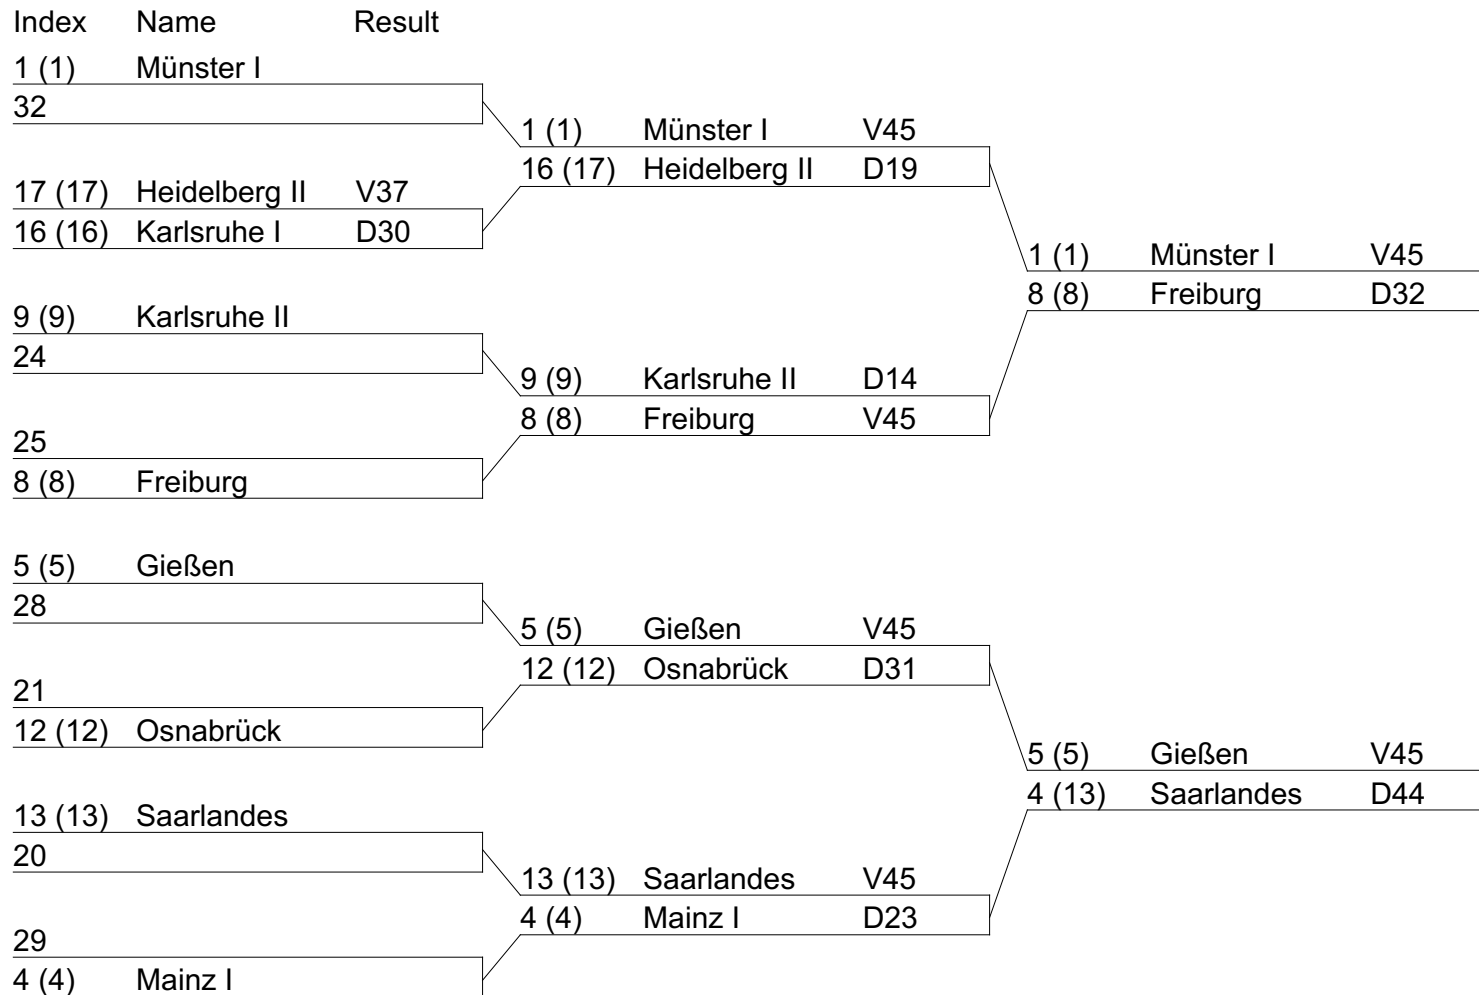 Index Name Result
1 (1) Münster I
32
1 (1) Münster I V45
16 (17) Heidelberg II D19
17 (17) Heidelberg II V37
16 (16) Karlsruhe I D30
1 (1) Münster I V45
8 (8) Freiburg D32
9 (9) Karlsruhe II
24
9 (9) Karlsruhe II D14
8 (8) Freiburg V45
25
8 (8) Freiburg
5 (5) Gießen
28
5 (5) Gießen V45
12 (12) Osnabrück D31
21
12 (12) Osnabrück
5 (5) Gießen V45
4 (13) Saarlandes D44
13 (13) Saarlandes
20
13 (13) Saarlandes V45
4 (4) Mainz I D23
29
4 (4) Mainz I